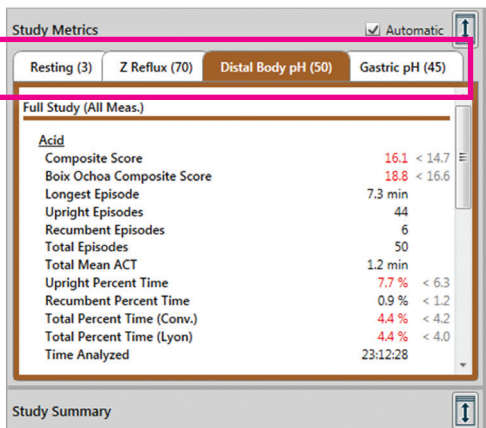 Study Metrics Automatic
Resting (3) Z Reflux (70) Distal Body pH (50) Gastric pH (45)
Full Study (All Meas.)
Acid
Composite Score 16.1 < 14.7
Boix Ochoa Composite Score 18.8 < 16.6
Longest Episode 7.3 min
Upright Episodes 44
Recumbent Episodes 6
Total Episodes 50
Total Mean ACT 1.2 min
Upright Percent Time 7.7 % < 6.3
Recumbent Percent Time 0.9 % < 1.2
Total Percent Time (Conv.) 4.4 % < 4.2
Total Percent Time (Lyon) 4.4 % < 4.0
Time Analyzed 23:12:28
Study Summary